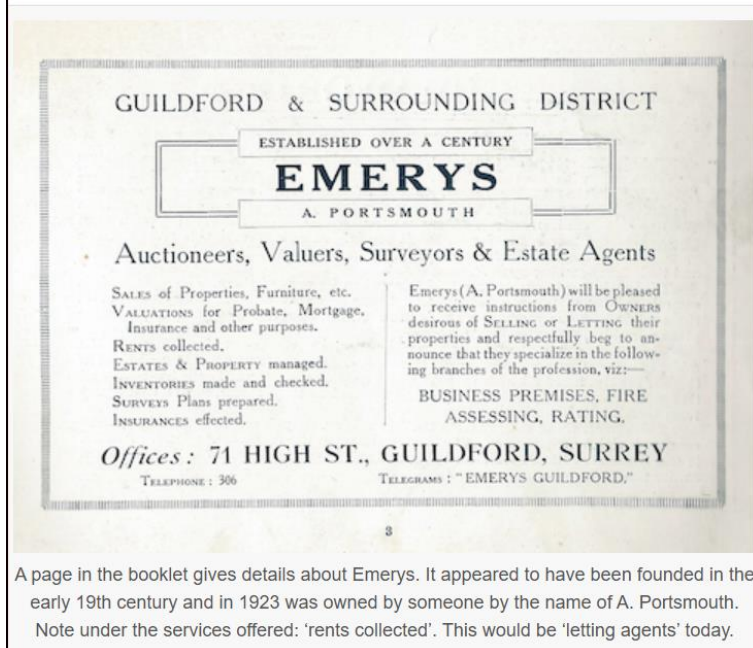 GUILDFORD & SURROUNDING DISTRICT
ESTABLISHED OVER A CENTURY
EMERYS
A. PORTSMOUTH
Auctioneers, Valuers, Surveyors & Estate Agents
SALES of Properties, Furniture, etc.
VALUATIONS for Probate, Mortgage,
Insurance and other purposes.
RENTS collected.
ESTATES & PROPERTY managed.
INVENTORIES made and checked.
SURVEYS Plans prepared.
INSURANCES effected.
Emerys (A. Portsmouth) will be pleased
to receive instructions from OWNERS
desirous of SELLING or LETTING their
properties and respectfully beg to an-
nounce that they specialize in the follow-
ing branches of the profession, viz:—
BUSINESS PREMISES, FIRE
ASSESSING, RATING.
Offices: 71 HIGH ST., GUILDFORD, SURREY
TELEPHONE : 306
TELEGRAMS : "EMERYS GUILDFORD."
3
A page in the booklet gives details about Emerys. It appeared to have been founded in the
early 19th century and in 1923 was owned by someone by the name of A. Portsmouth.
Note under the services offered: ‘rents collected’. This would be ‘letting agents’ today.